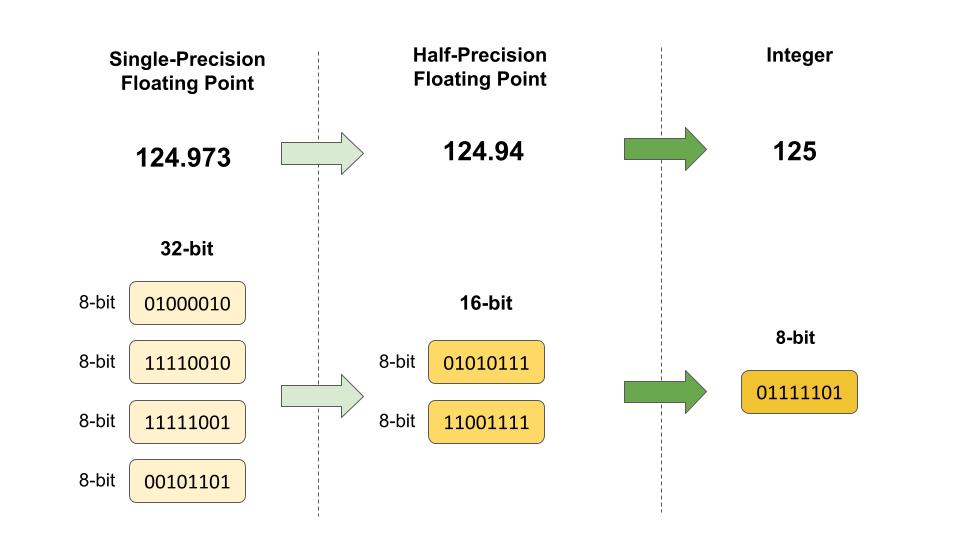 Single-Precision
Floating Point
Half-Precision
Floating Point
Integer
124.973
124.94
125
32-bit
8-bit 01000010
8-bit 11110010
8-bit 11111001
8-bit 00101101
16-bit
8-bit 01010111
8-bit 11001111
8-bit
01111101